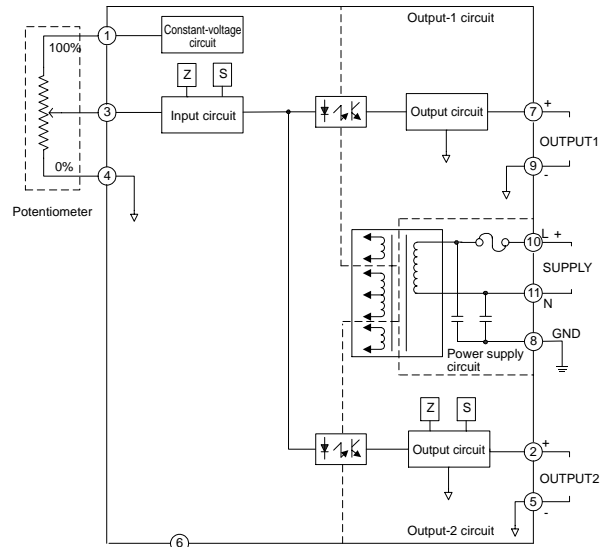 Output-1 circuit
1
Constant-voltage
circuit
100%
Z
S
3
Input circuit
Output circuit
7
+
OUTPUT1
0%
4
9
-
Potentiometer
10
L +
SUPPLY
11
N
8
GND
Power supply
circuit
Z
S
Output circuit
2
+
OUTPUT2
5
-
Output-2 circuit
6